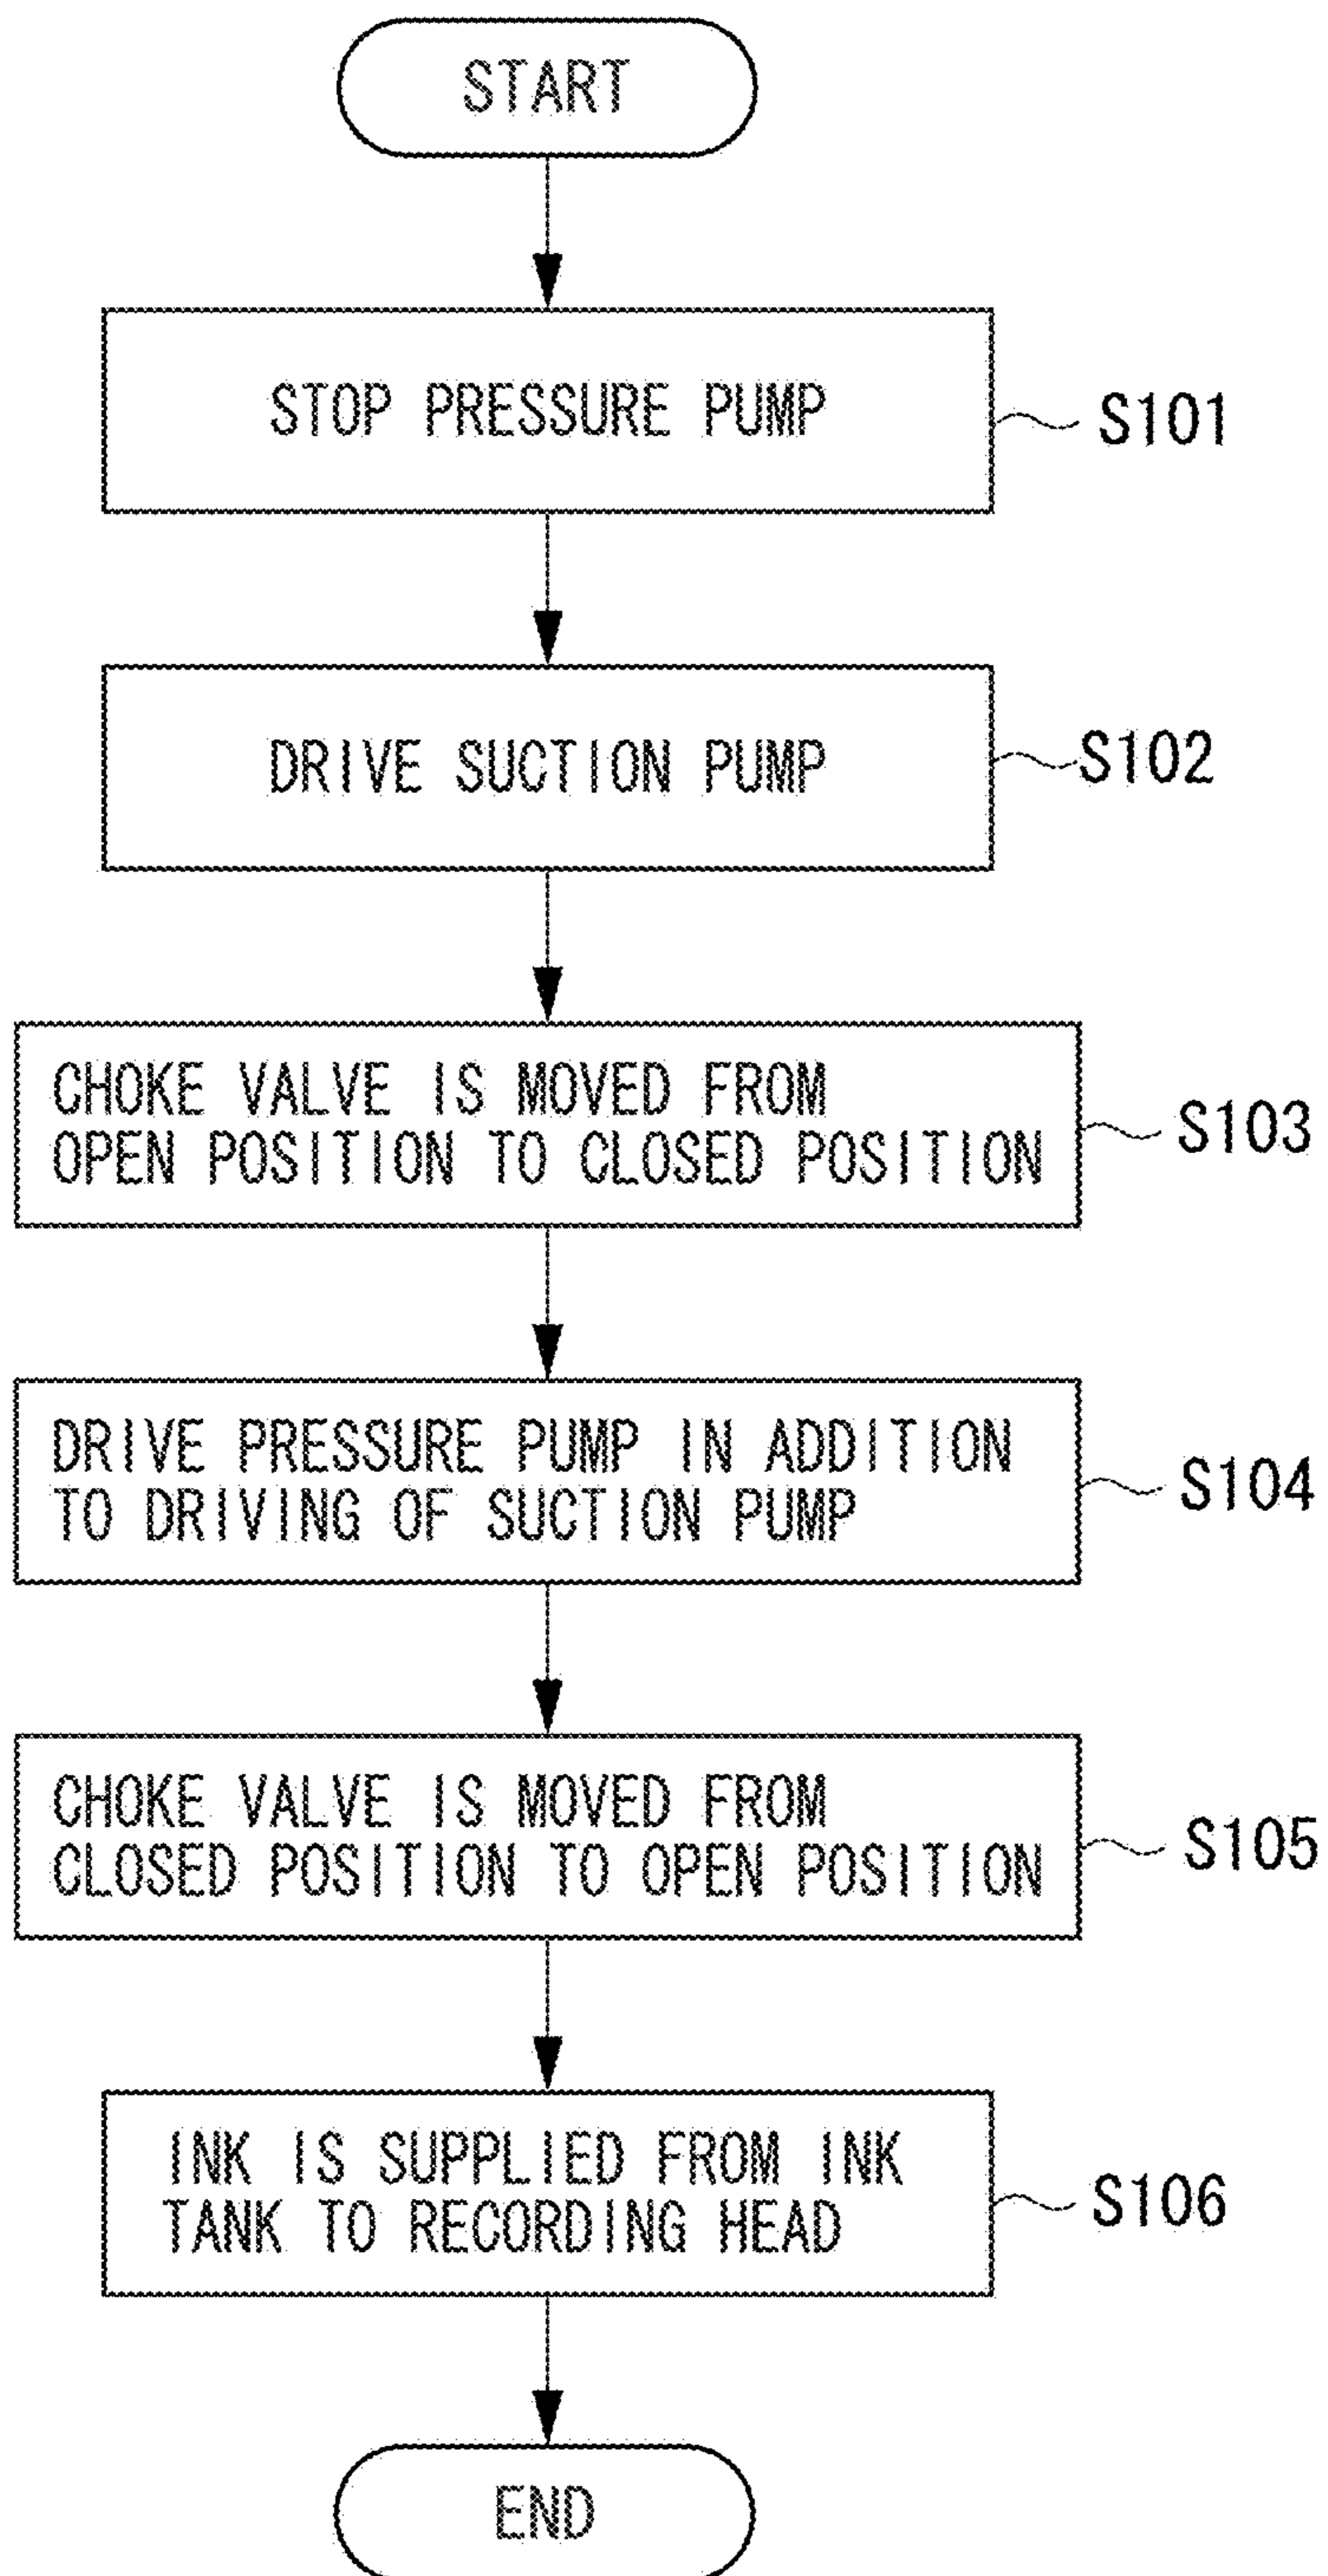 START
STOP PRESSURE PUMP
S101
DRIVE SUCTION PUMP
S102
CHOKE VALVE IS MOVED FROM
OPEN POSITION TO CLOSED POSITION
S103
DRIVE PRESSURE PUMP IN ADDITION
TO DRIVING OF SUCTION PUMP
S104
CHOKE VALVE IS MOVED FROM
CLOSED POSITION TO OPEN POSITION
S105
INK IS SUPPLIED FROM INK
TANK TO RECORDING HEAD
S106
END